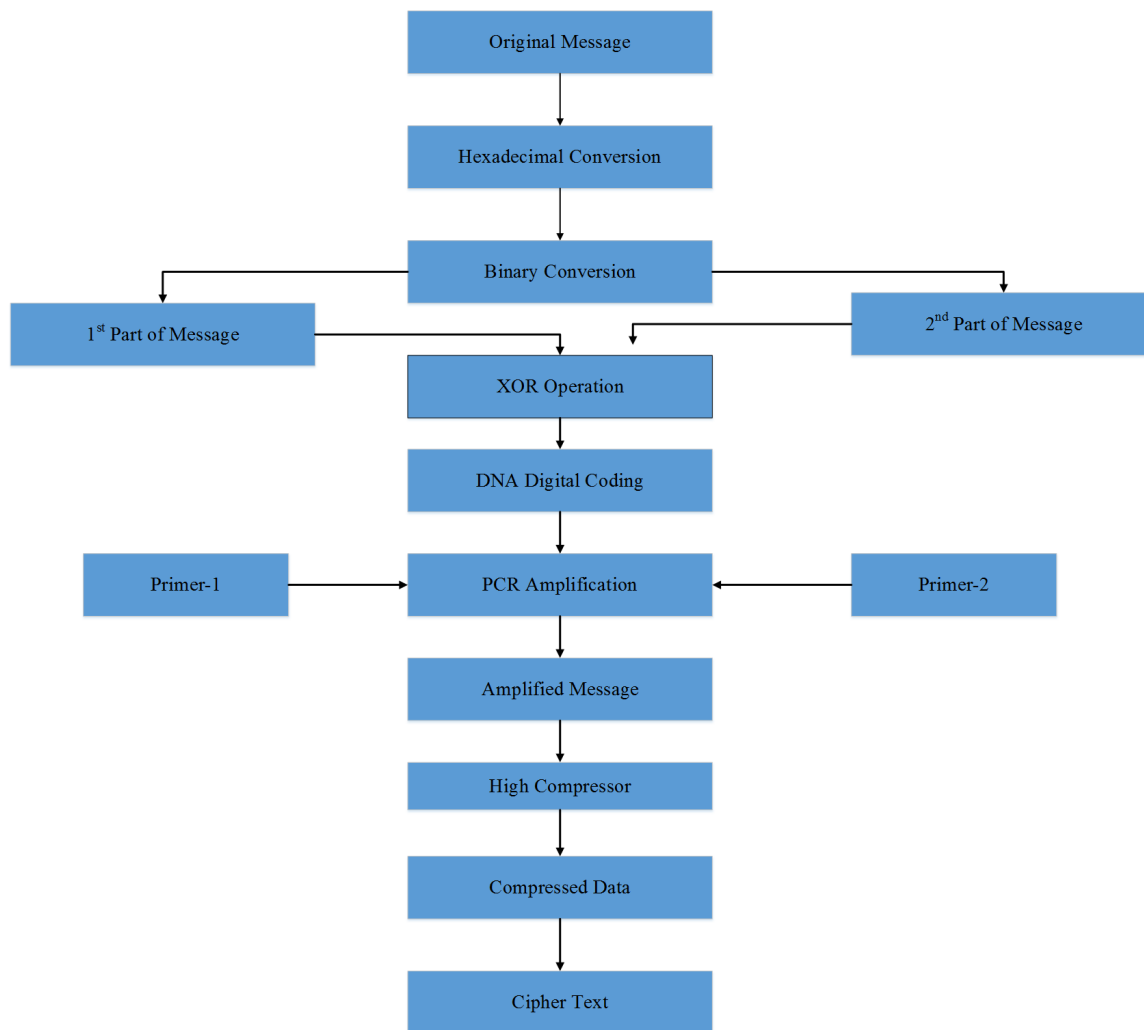 Original Message
Hexadecimal Conversion
Binary Conversion
1st Part of Message
2nd Part of Message
XOR Operation
DNA Digital Coding
Primer-1
PCR Amplification
Primer-2
Amplified Message
High Compressor
Compressed Data
Cipher Text